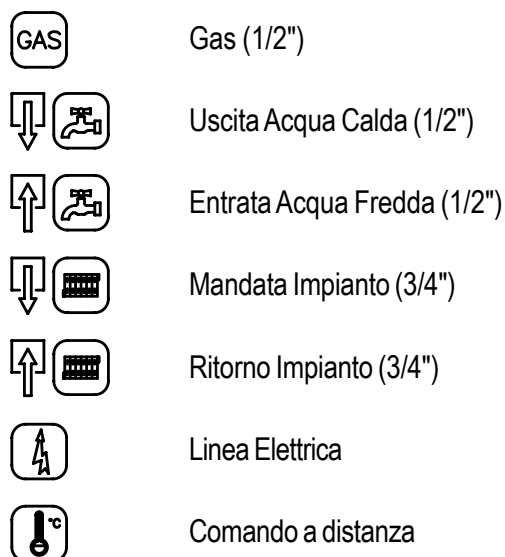 GAS Gas (1/2")
Uscita Acqua Calda (1/2")
Entrata Acqua Fredda (1/2")
Mandata Impianto (3/4")
Ritorno Impianto (3/4")
Linea Elettrica
°C Comando a distanza